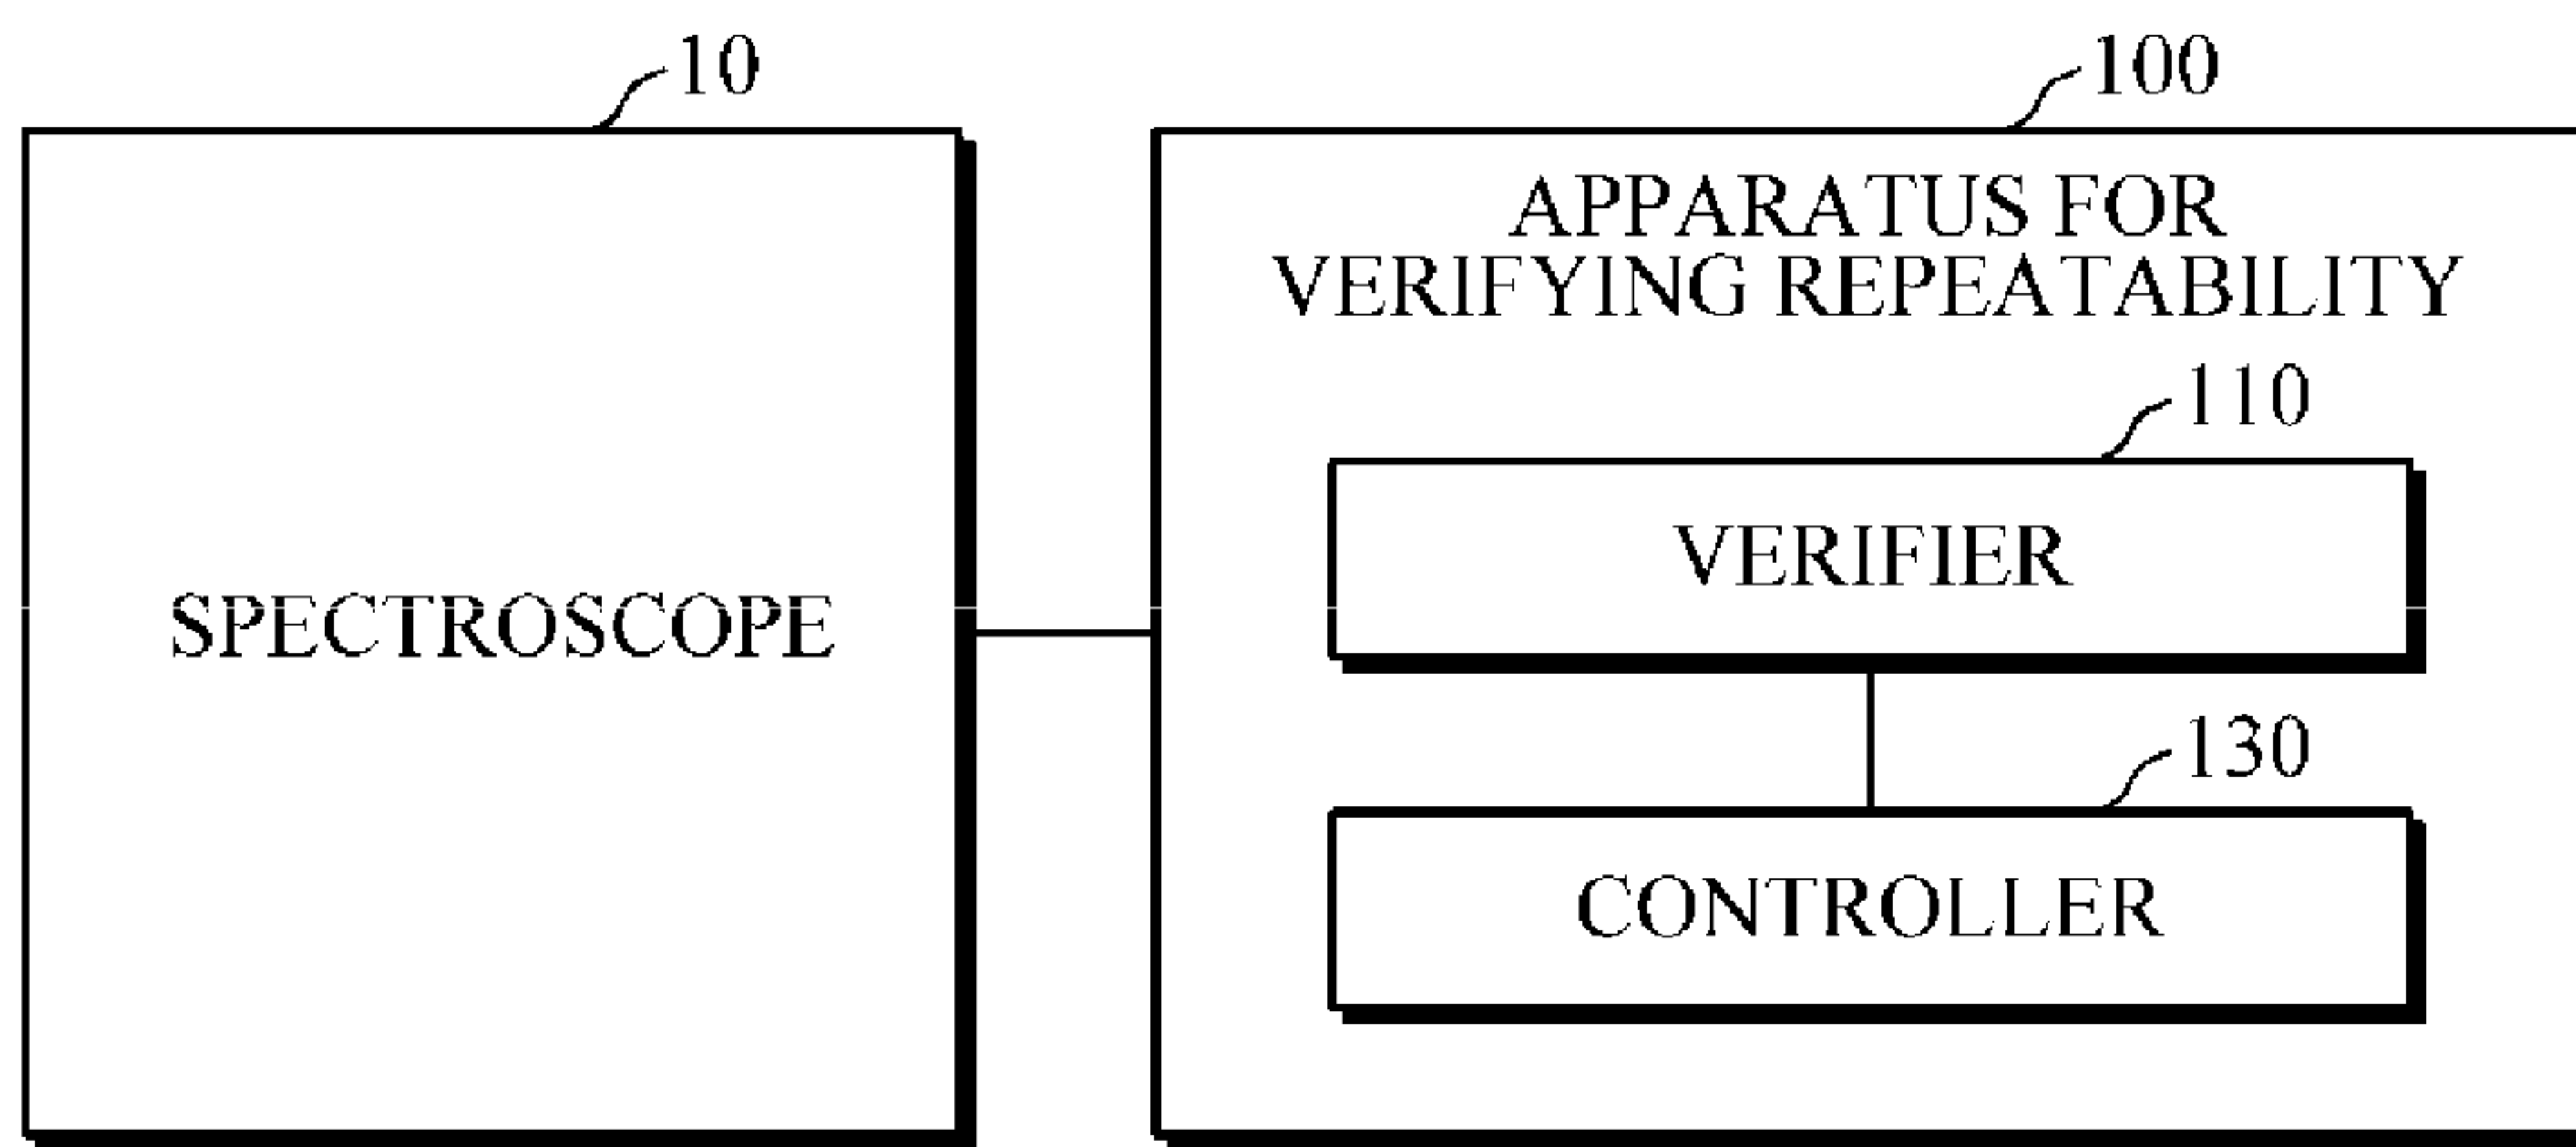 10
100
APPARATUS FOR
VERIFYING REPEATABILITY
110
VERIFIER
SPECTROSCOPE
130
CONTROLLER